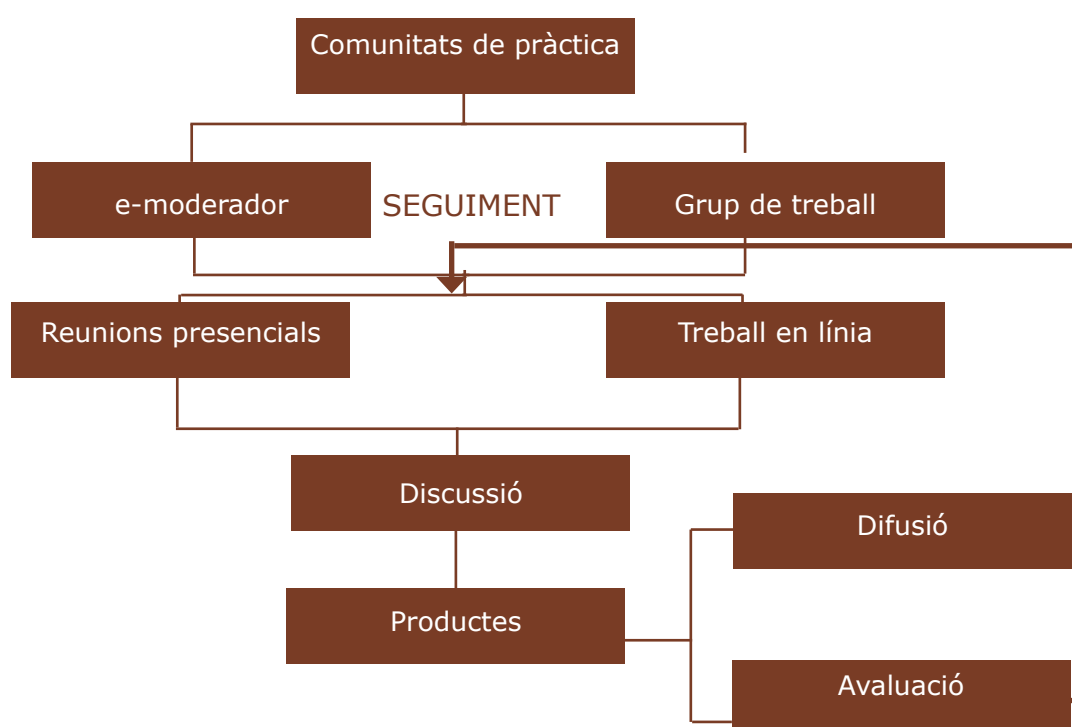 Comunitats de pràctica
e-moderador
SEGUIMENT
Grup de treball
Reunions presencials
Treball en línia
Discussió
Difusió
Productes
Avaluació